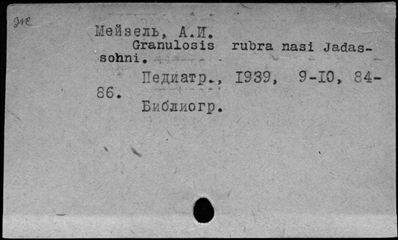 Мейзель, А.И.
Granulosis rubra nasi Jadas-
sohni.
Педиатр., 1939, 9-10, 84-
86.
Библиогр.